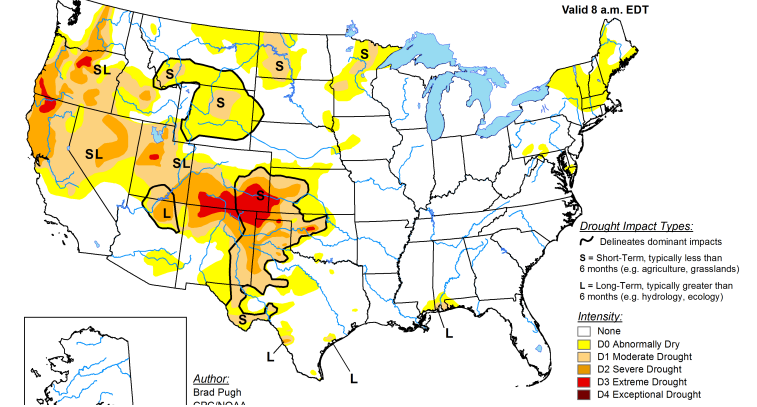 Valid 8 a.m. EDT
S
S
S
SL
S
SL
SL
L
S
S
L
L
L
Drought Impact Types:
Delineates dominant impacts
S = Short-Term, typically less than
6 months (e.g. agriculture, grasslands)
L = Long-Term, typically greater than
6 months (e.g. hydrology, ecology)
Intensity:
None
D0 Abnormally Dry
D1 Moderate Drought
D2 Severe Drought
D3 Extreme Drought
D4 Exceptional Drought
Author:
Brad Pugh
CPC/NOAA